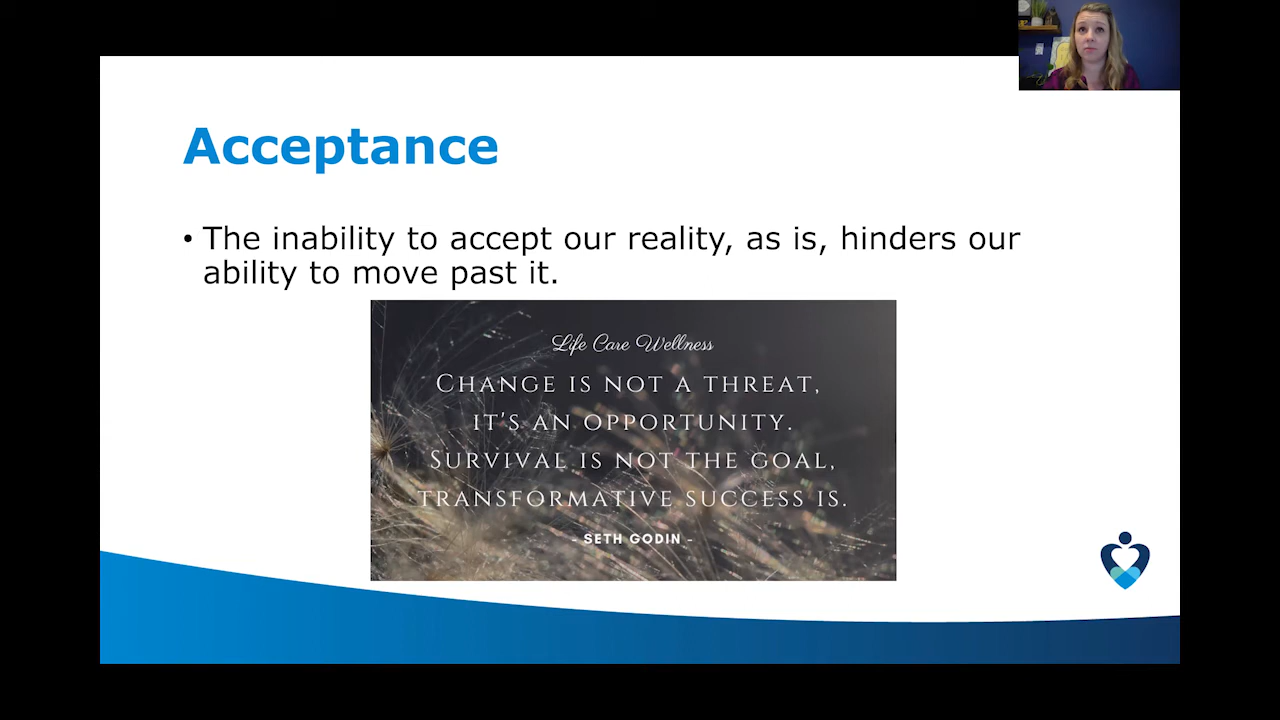 Acceptance
• The inability to accept our reality, as is, hinders our
ability to move past it.
Life Care Wellness
CHANGE IS NOT A THREAT,
IT'S AN OPPORTUNITY.
SURVIVAL IS NOT THE GOAL,
TRANSFORMATIVE SUCCESS IS.
- SETH GODIN -